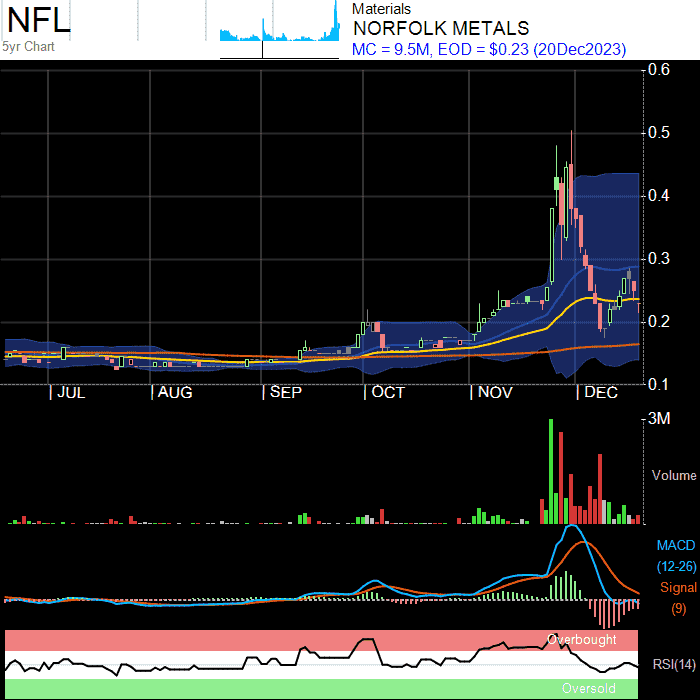 NFL
5yr Chart
Materials
NORFOLK METALS
MC = 9.5M, EOD = $0.23 (20Dec2023)
0.6
0.5
0.4
0.3
0.2
0.1
JUL
AUG
SEP
OCT
NOV
DEC
3M
Volume
MACD
(12-26)
Signal
(9)
Overbought
RSI(14)
Oversold